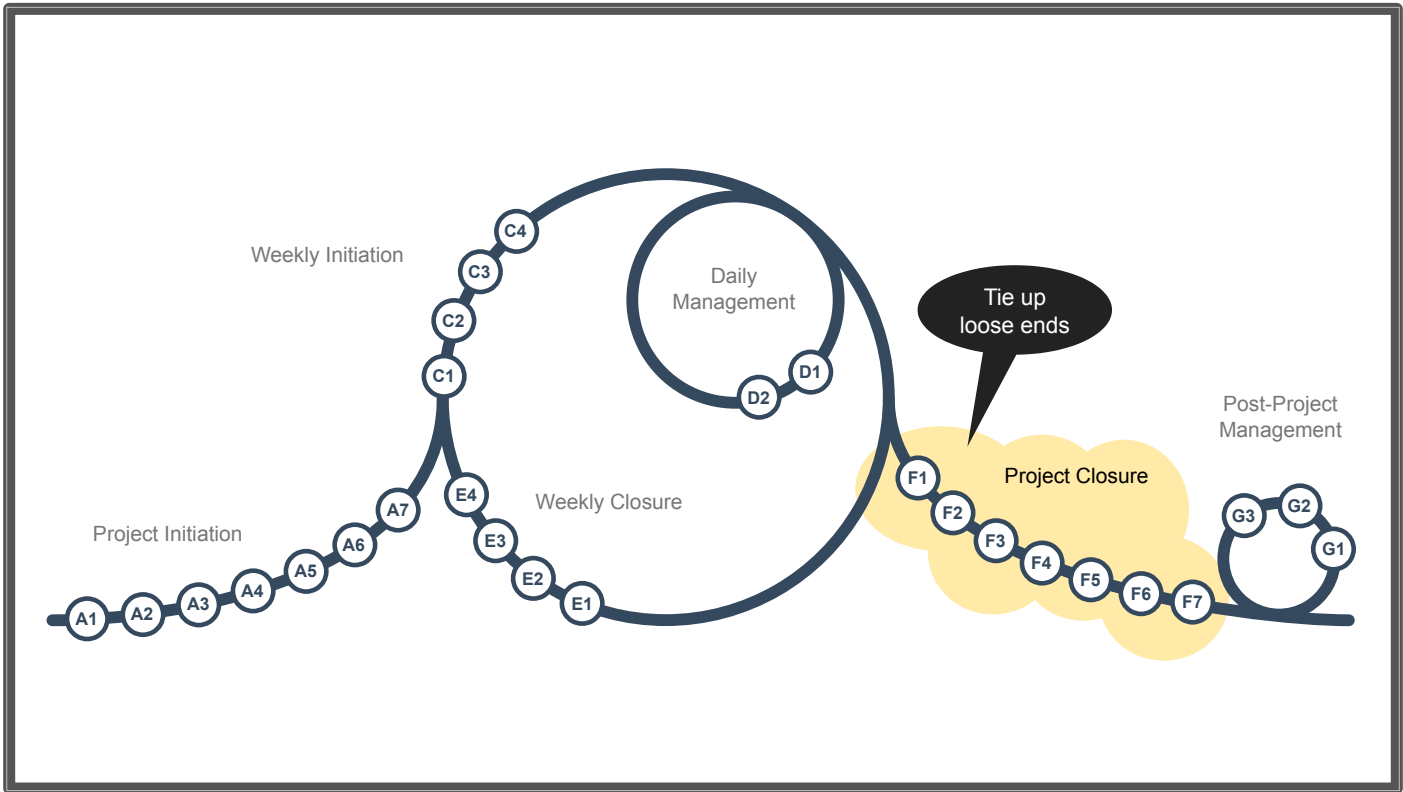 C4
Weekly Initiation
C3
Daily
Management
Tie up
loose ends
C2
D1
C1
D2
Post-Project
Management
Project Closure
F1
E4
Weekly Closure
A7
F2
G3
G2
Project Initiation
E3
F3
G1
A6
F4
A5
E2
F5
A4
F6
A3
E1
F7
A2
A1